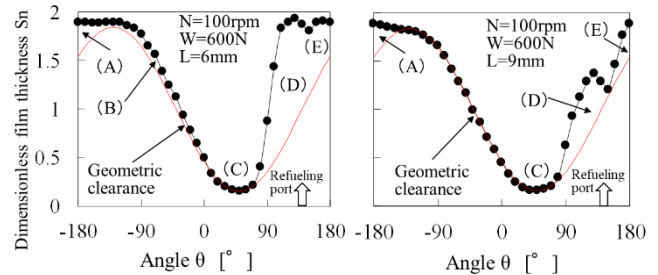 Dimensionless film thickness Sn
2
1.5
1
0.5
0
N=100rpm
W=600N
L=6mm
(A)
(B)
(C)
(D)
(E)
Geometric
clearance
Refueling
port
-180
-90
0
90
180
Angle θ [°]
N=100rpm
W=600N
L=9mm
(A)
(C)
(D)
(E)
Geometric
clearance
Refueling
port
-180
-90
0
90
180
Angle θ [°]